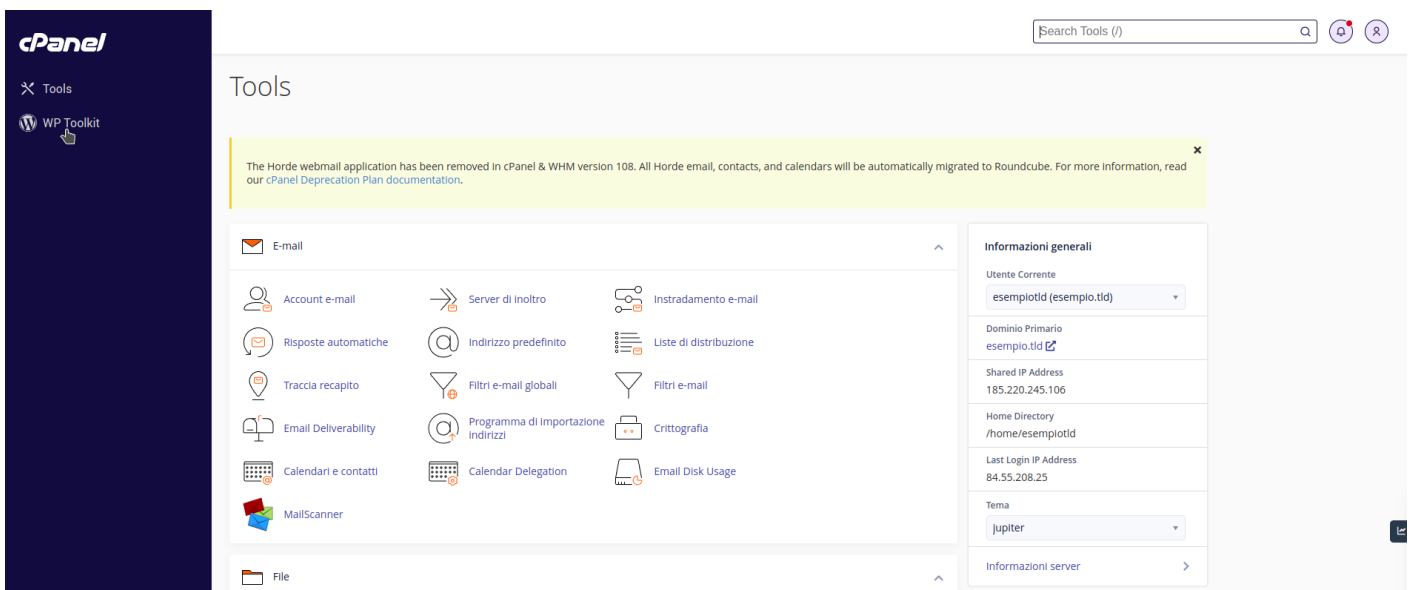 cPanel
Search Tools (/)
Tools
WP Toolkit
Tools
The Horde webmail application has been removed in cPanel & WHM version 108. All Horde email, contacts, and calendars will be automatically migrated to Roundcube. For more information, read
our cPanel Deprecation Plan documentation.
E-mail
Account e-mail
Server di inoltro
Instradamento e-mail
Risposte automatiche
Indirizzo predefinito
Liste di distribuzione
Traccia recapito
Filtri e-mail globali
Filtri e-mail
Email Deliverability
Programma di importazione
indirizzi
Crittografia
Calendari e contatti
Calendar Delegation
Email Disk Usage
MailScanner
File
Informazioni generali
Utente Corrente
esempiotld (esempio.tld)
Dominio Primario
esempio.tld
Shared IP Address
185.220.245.106
Home Directory
/home/esempiotld
Last Login IP Address
84.55.208.25
Tema
jupiter
Informazioni server